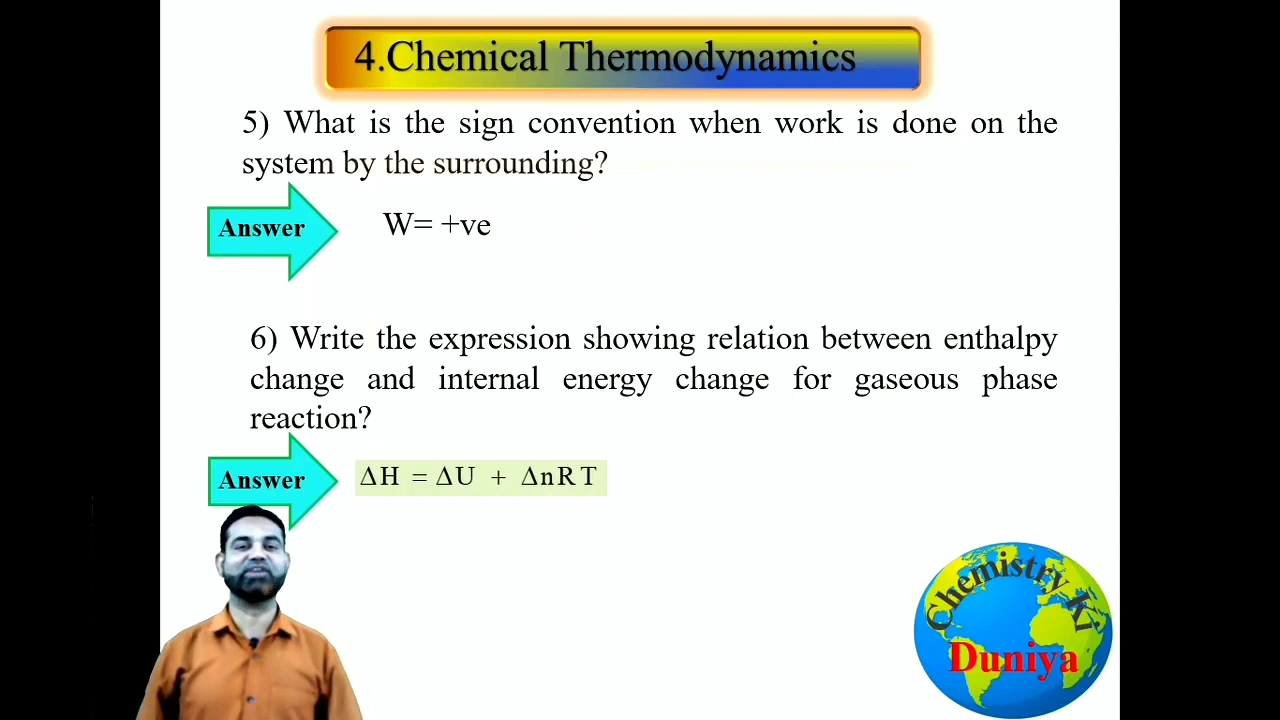 4.Chemical Thermodynamics
5) What is the sign convention when work is done on the
system by the surrounding?
Answer
W= +ve
6) Write the expression showing relation between enthalpy
change and internal energy change for gaseous phase
reaction?
Answer
ΔH = ΔU + ΔnRT
Chemistry Ki
Duniya